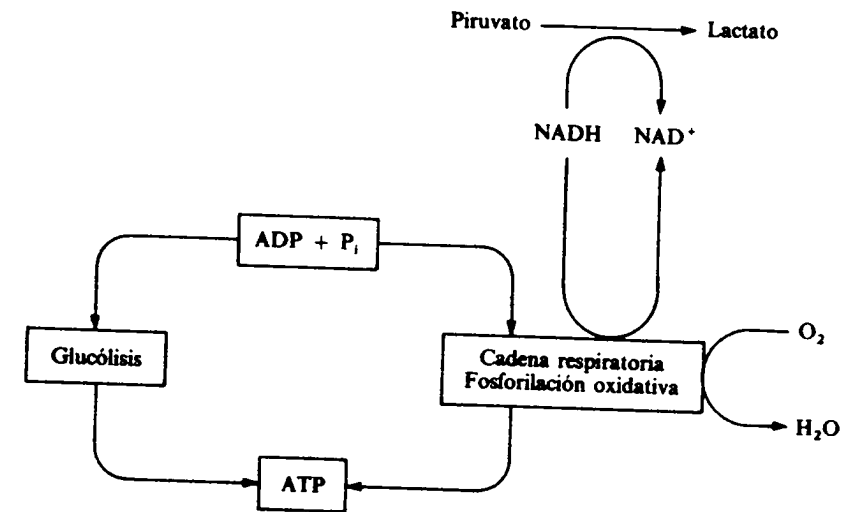 Piruvato
Lactato
NADH
NAD⁺
ADP + Pᵢ
Glucólisis
Cadena respiratoria
Fosforilación oxidativa
O₂
H₂O
ATP